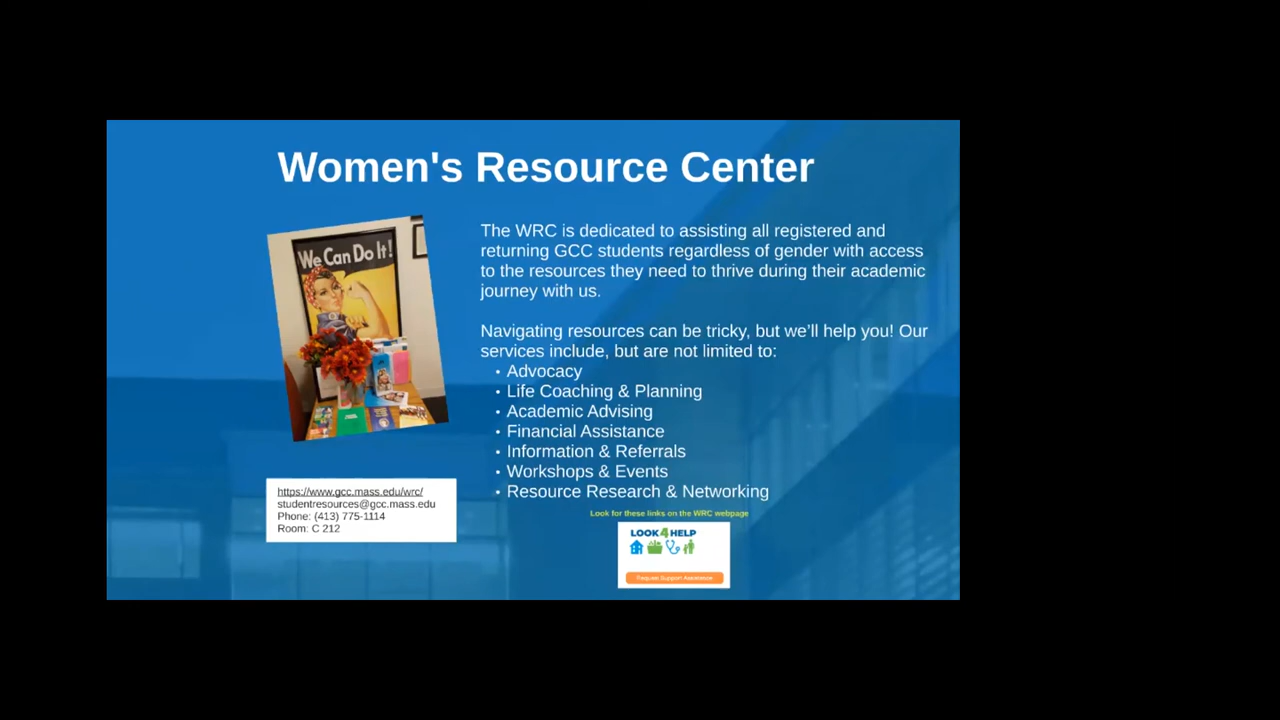 Women's Resource Center
We Can Do It!
The WRC is dedicated to assisting all registered and
returning GCC students regardless of gender with access
to the resources they need to thrive during their academic
journey with us.
Navigating resources can be tricky, but we'll help you! Our
services include, but are not limited to:
• Advocacy
• Life Coaching & Planning
• Academic Advising
• Financial Assistance
• Information & Referrals
• Workshops & Events
• Resource Research & Networking
https://www.gcc.mass.edu/wrc/
studentresources@gcc.mass.edu
Phone: (413) 775-1114
Room: C 212
Look for these links on the WRC webpage
LOOK4HELP
Request Support Assistance